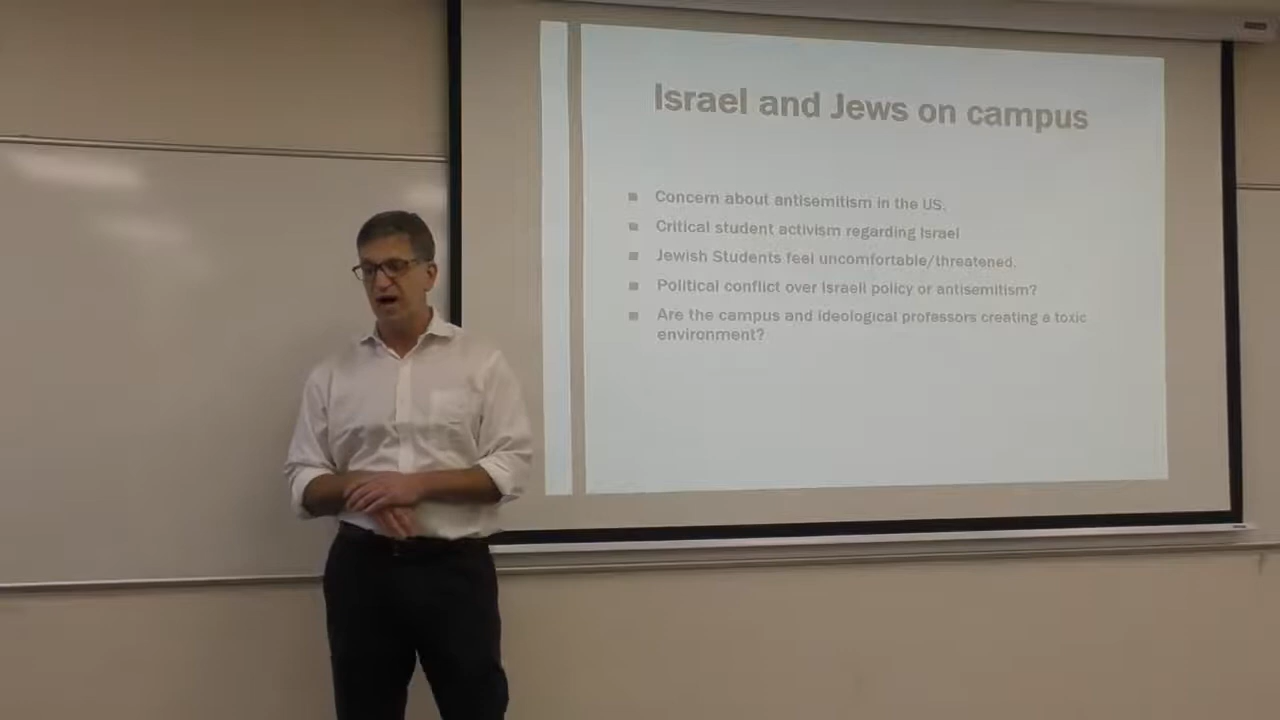 Israel and Jews on campus
Concern about antisemitism in the US.
Critical student activism regarding Israel
Jewish Students feel uncomfortable/threatened.
Political conflict over Israeli policy or antisemitism?
Are the campus and ideological professors creating a toxic
environment?